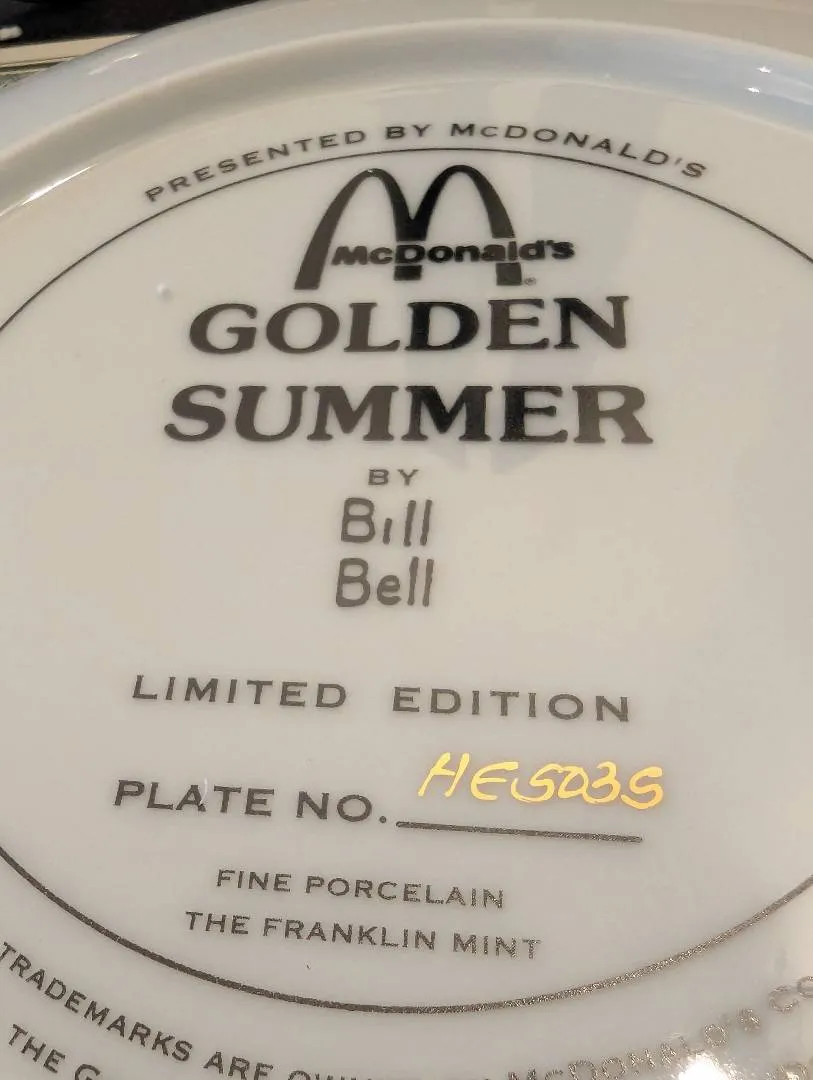 PRESENTED BY McDONALD'S
McDonald's
GOLDEN
SUMMER
BY
Bill
Bell
LIMITED EDITION
PLATE NO. HE5035
FINE PORCELAIN
THE FRANKLIN MINT
TRADEMARKS ARE McDONALD'S
THE